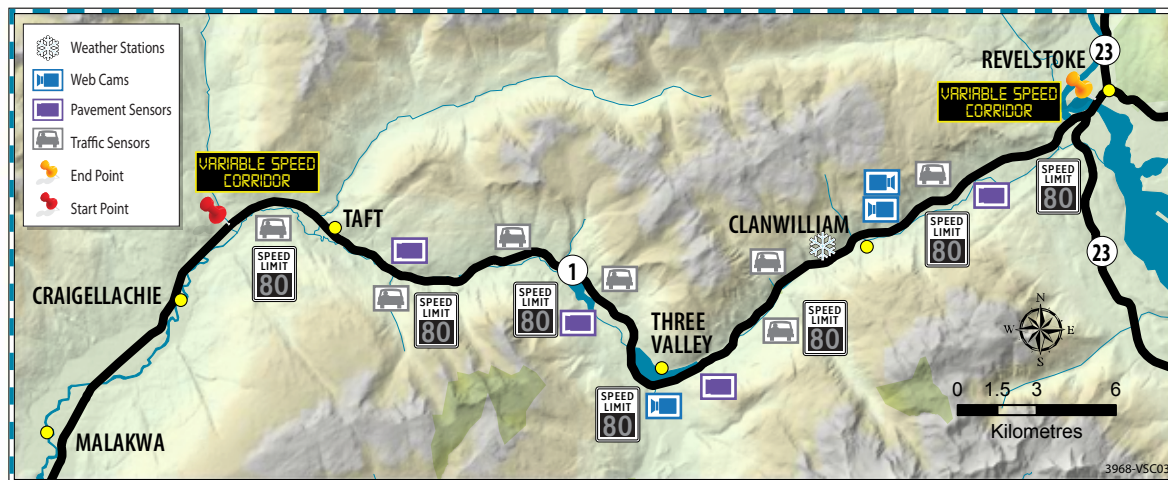 Weather Stations
Web Cams
Pavement Sensors
Traffic Sensors
End Point
Start Point
VARIABLE SPEED
CORRIDOR
REVELSTOKE
23
VARIABLE SPEED
CORRIDOR
TAFT
CRAIGELLACHIE
MALAKWA
CLANWILLIAM
THREE
VALLEY
1
23
SPEED
LIMIT
80
SPEED
LIMIT
80
SPEED
LIMIT
80
SPEED
LIMIT
80
SPEED
LIMIT
80
SPEED
LIMIT
80
SPEED
LIMIT
80
N
W E
S
0 1.5 3 6
Kilometres
3968-VSC03